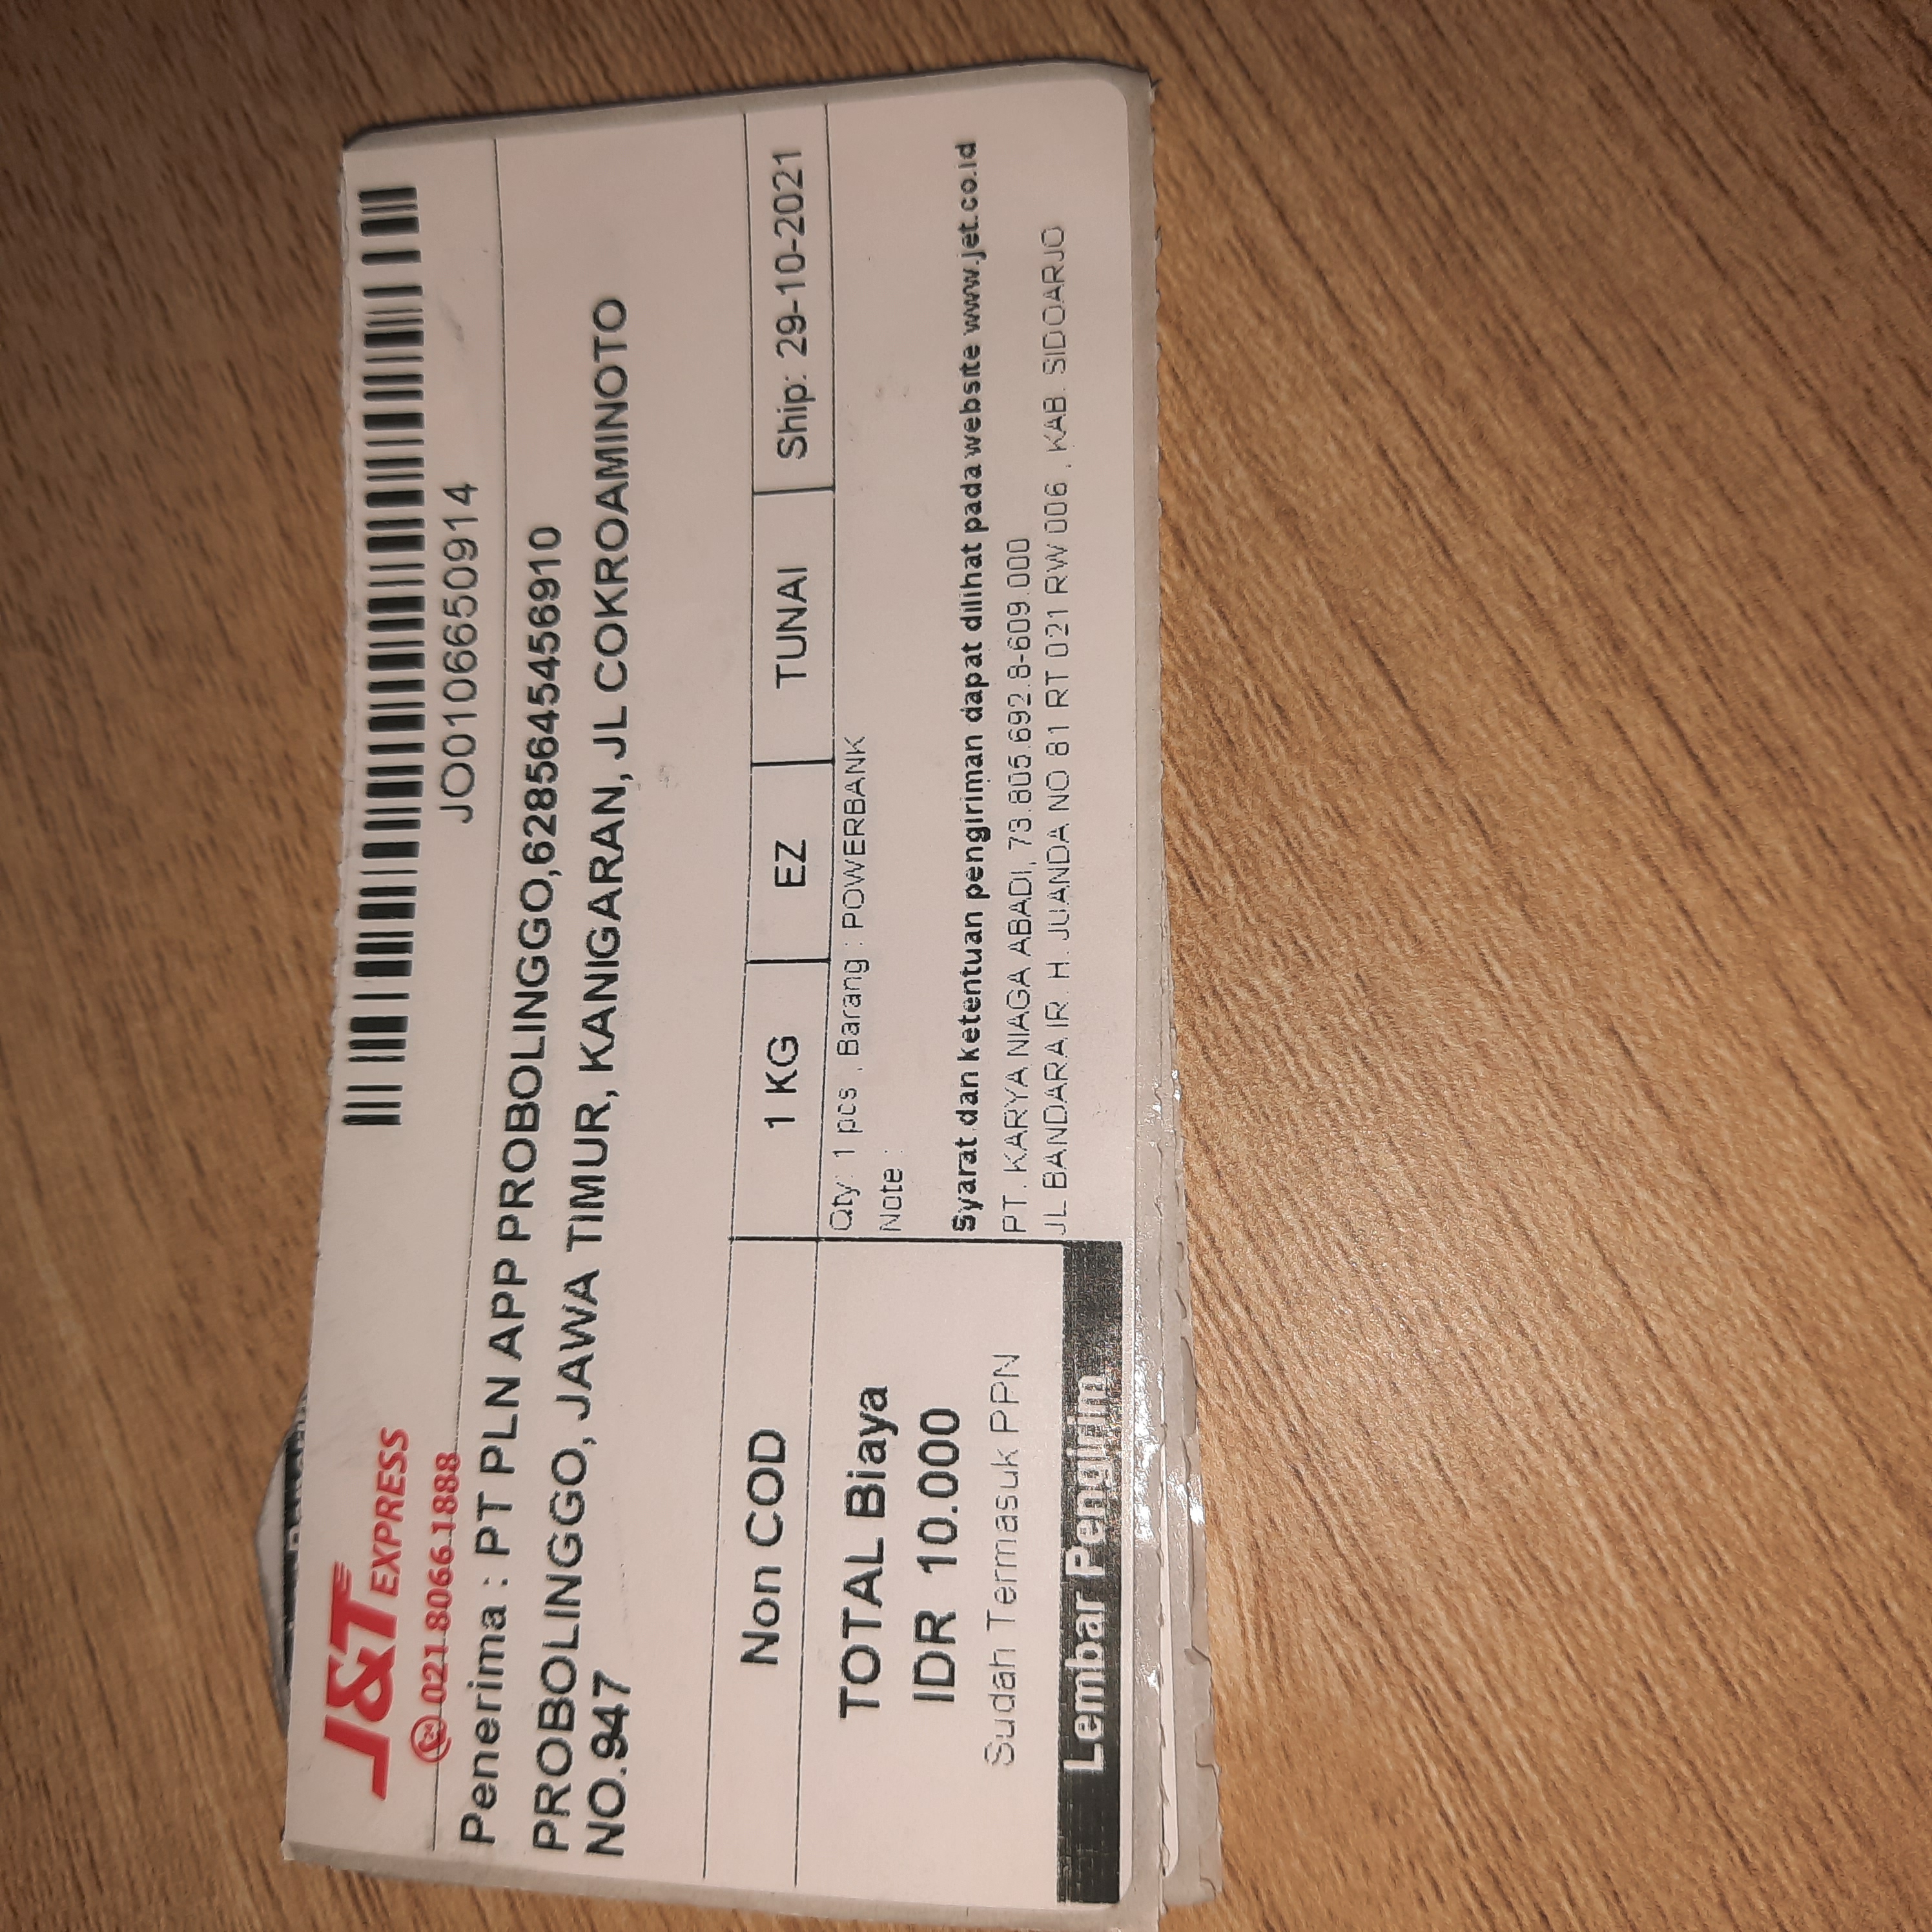 J&T EXPRESS
021 8066 1888
JO0106650914
Penerima : PT PLN APP PROBOLINGGO,6285645456910
PROBOLINGGO, JAWA TIMUR, KANIGARAN, JL COKROAMINOTO
NO.947
Non COD
1 KG
EZ
TUNAI
Ship: 29-10-2021
TOTAL Biaya
IDR 10.000
Sudah Termasuk PPN
Lembar Pengirim
Qty: 1 pcs , Barang : POWERBANK
Note :
Syarat dan ketentuan pengiriman dapat dilihat pada website www.jet.co.id
PT. KARYA NIAGA ABADI, 73.805.692.8-609.000
JL BANDARA IR. H. JUANDA NO 81 RT 021 RW 006 , KAB. SIDOARJO